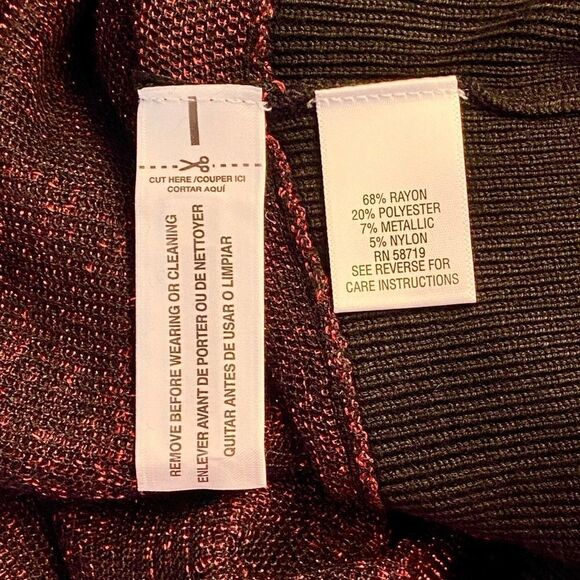 CUT HERE /COUPER ICI
CORTAR AQUÍ
REMOVE BEFORE WEARING OR CLEANING
ENLEVER AVANT DE PORTER OU DE NETTOYER
QUITAR ANTES DE USAR O LIMPIAR
68% RAYON
20% POLYESTER
7% METALLIC
5% NYLON
RN 58719
SEE REVERSE FOR
CARE INSTRUCTIONS